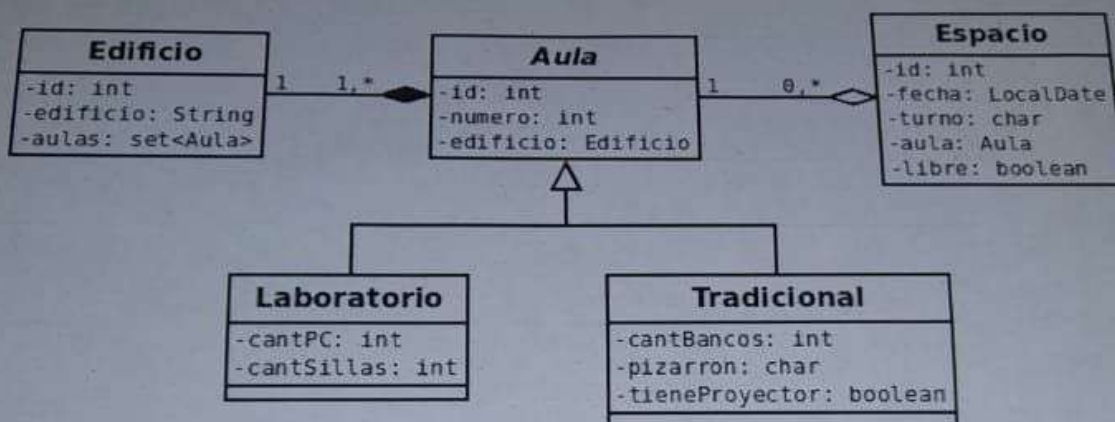 Edificio
-id: int
-edificio: String
-aulas: set<Aula>
1
1,*
Aula
-id: int
-numero: int
-edificio: Edificio
1
0,*
Espacio
-id: int
-fecha: LocalDate
-turno: char
-aula: Aula
-libre: boolean
Laboratorio
-cantPC: int
-cantSillas: int
Tradicional
-cantBancos: int
-pizarron: char
-tieneProyector: boolean